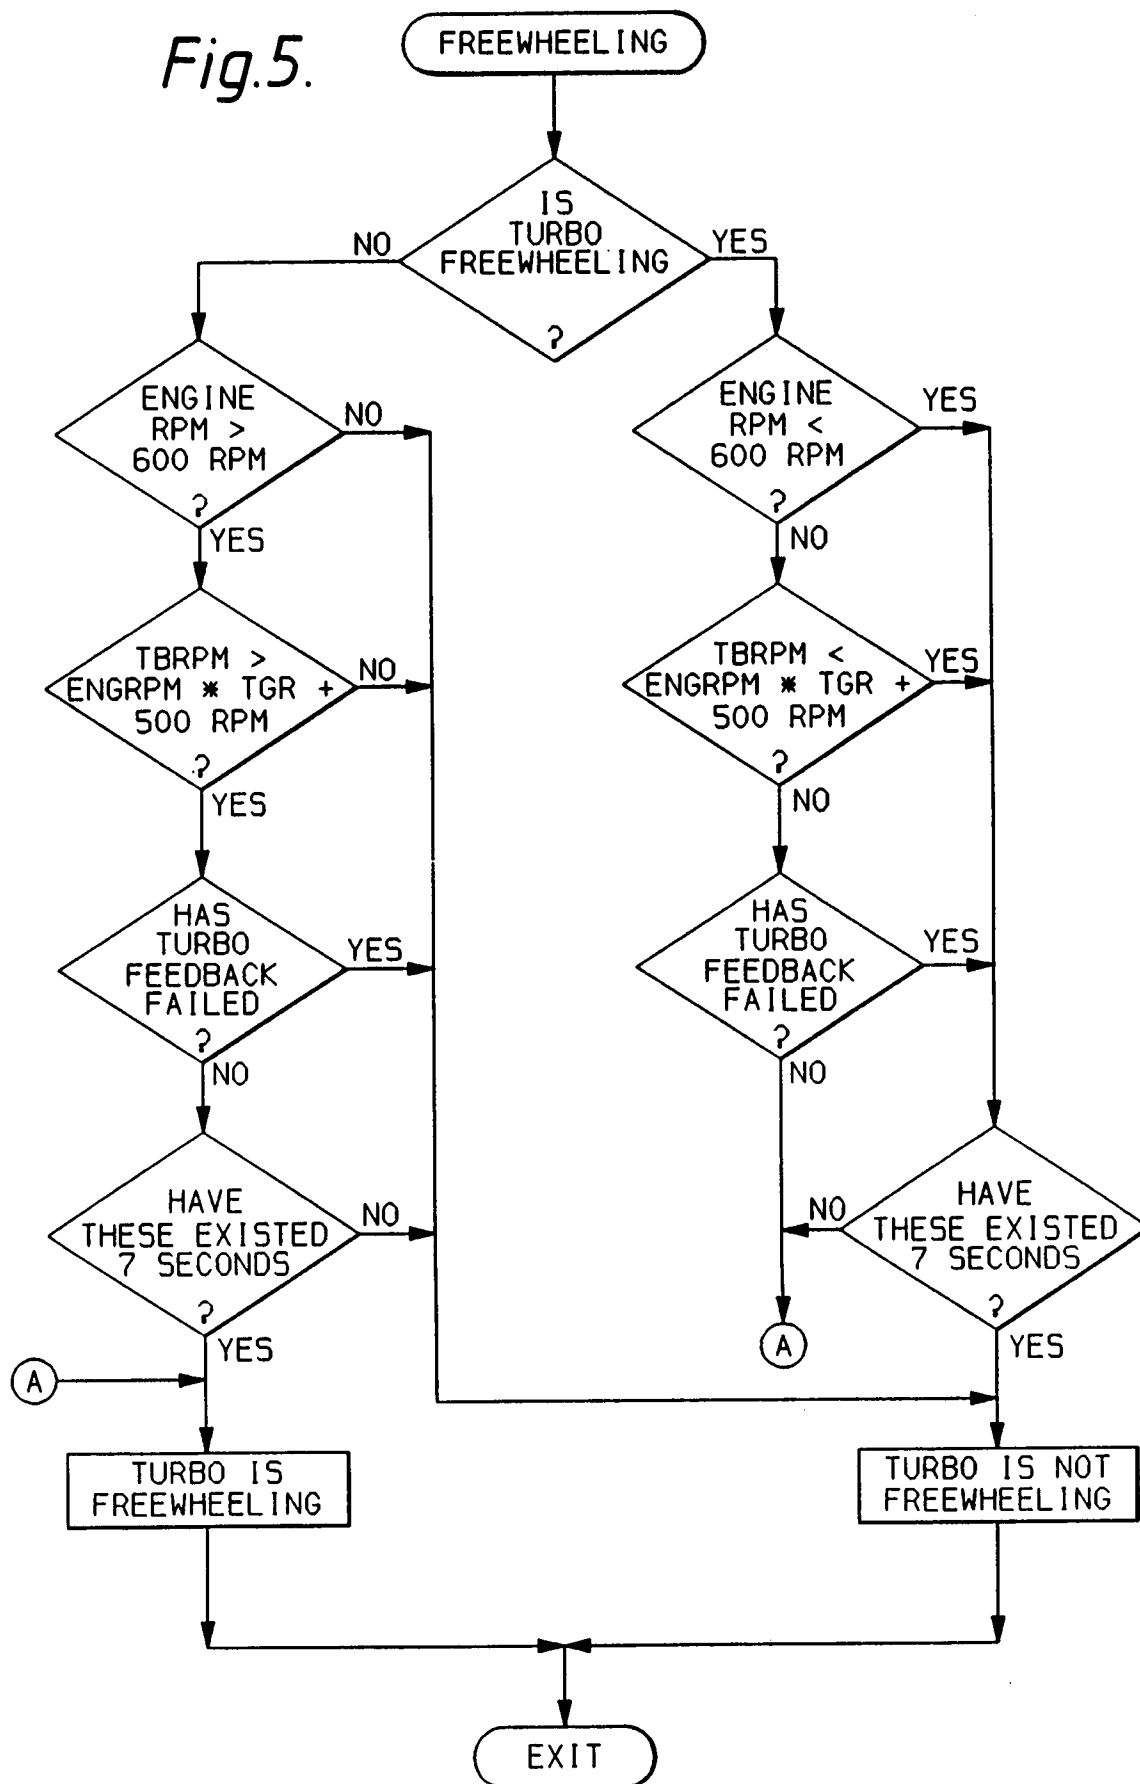 Fig.5.
FREEWHEELING
IS
TURBO
FREEWHEELING
?
NO
YES
ENGINE
RPM >
600 RPM
?
NO
YES
ENGINE
RPM <
600 RPM
?
YES
NO
TBRPM >
ENGRPM * TGR +
500 RPM
?
NO
YES
TBRPM <
ENGRPM * TGR +
500 RPM
?
YES
NO
HAS
TURBO
FEEDBACK
FAILED
?
YES
NO
HAS
TURBO
FEEDBACK
FAILED
?
YES
NO
HAVE
THESE EXISTED
7 SECONDS
?
NO
YES
HAVE
THESE EXISTED
7 SECONDS
?
NO
YES
A
A
TURBO IS
FREEWHEELING
TURBO IS NOT
FREEWHEELING
EXIT